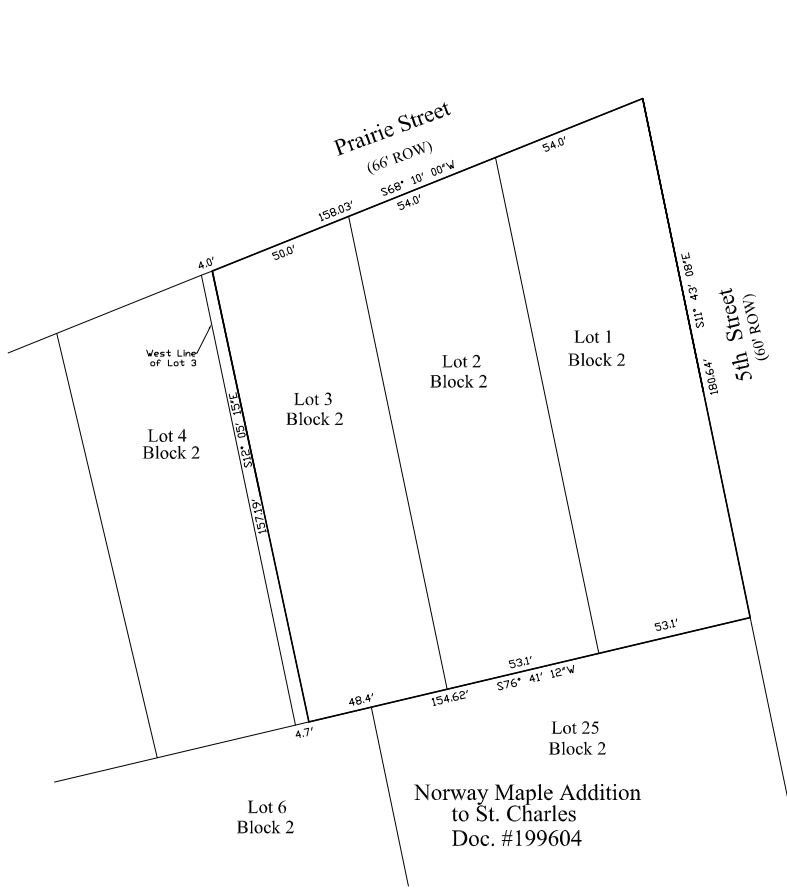 Prairie Street
(66' ROW)
54.0'
S68° 10' 00"W
158.03'
54.0'
50.0'
4.0'
S11° 43' 08"E
180.64'
5th Street
(60' ROW)
West Line
of Lot 3
Lot 1
Block 2
Lot 2
Block 2
Lot 3
Block 2
Lot 4
Block 2
S12° 05' 15"E
157.19'
53.1'
53.1'
S76° 41' 12"W
154.62'
48.4'
4.7'
Lot 25
Block 2
Norway Maple Addition
to St. Charles
Doc. #199604
Lot 6
Block 2